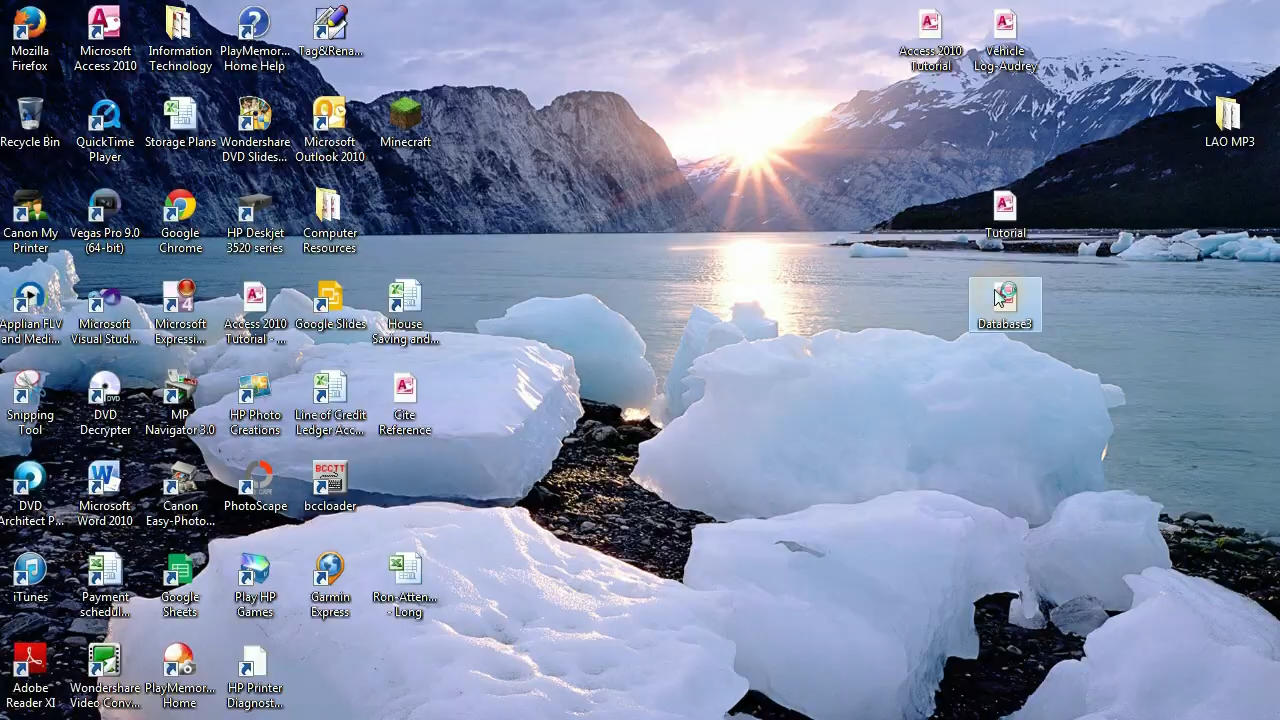 Mozilla
Firefox
Microsoft
Access 2010
Information
Technology
PlayMemor...
Home Help
Tag&Rena...
Access 2010
Tutorial
Vehicle
Log-Audrey
Recycle Bin
QuickTime
Player
Storage Plans
Wondershare
DVD Slides...
Microsoft
Outlook 2010
Minecraft
LAO MP3
Canon My
Printer
Vegas Pro 9.0
(64-bit)
Google
Chrome
HP Deskjet
3520 series
Computer
Resources
Tutorial
Applian FLV
and Medi...
Microsoft
Visual Stud...
Microsoft
Expressi...
Access 2010
Tutorial - ...
Google Slides
House
Saving and...
Database3
Snipping
Tool
DVD
Decrypter
MP
Navigator 3.0
HP Photo
Creations
Line of Credit
Ledger Acc...
Cite
Reference
DVD
Architect P...
Microsoft
Word 2010
Canon
Easy-Photo...
PhotoScape
BCCTT
bccloader
iTunes
Payment
schedul...
Google
Sheets
Play HP
Games
Garmin
Express
Ron-Atten...
- Long
Adobe
Reader XI
Wondershare
Video Conv...
PlayMemor...
Home
HP Printer
Diagnost...